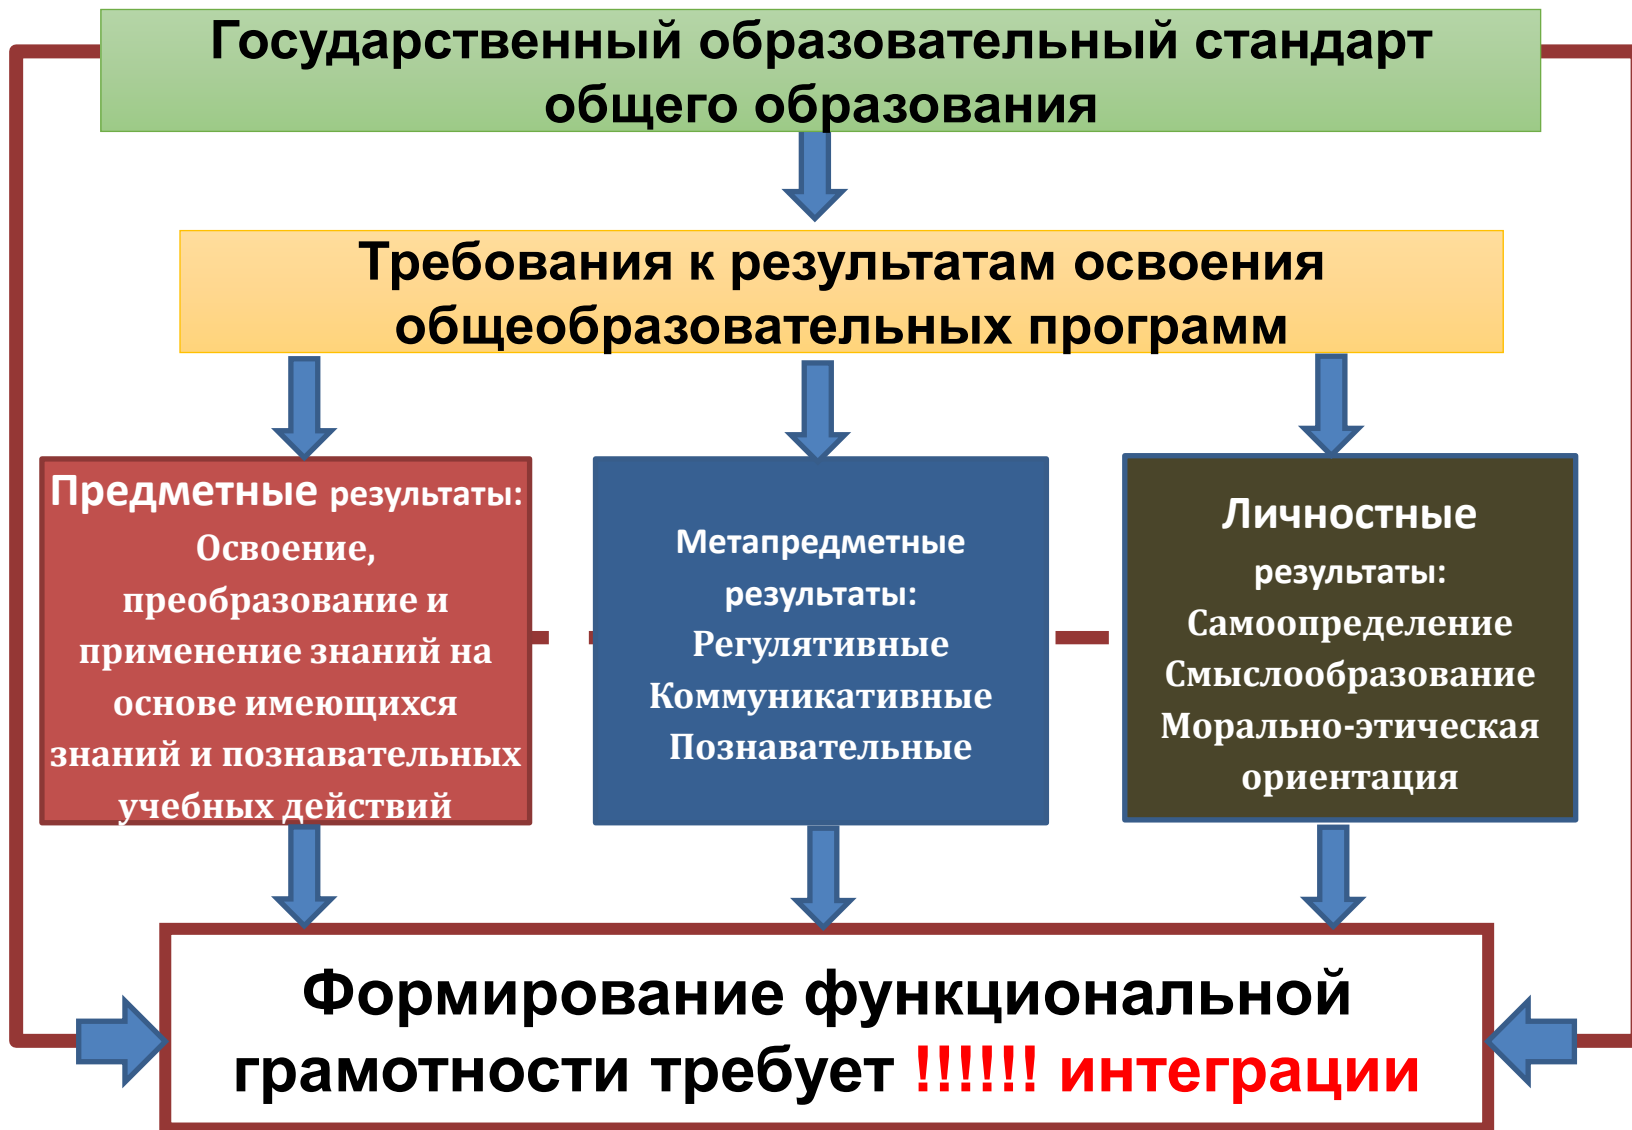 Государственный образовательный стандарт
общего образования
Требования к результатам освоения
общеобразовательных программ
Предметные результаты:
Освоение,
преобразование и
применение знаний на
основе имеющихся
знаний и познавательных
учебных действий
Метапредметные
результаты:
Регулятивные
Коммуникативные
Познавательные
Личностные
результаты:
Самоопределение
Смыслообразование
Морально-этическая
ориентация
Формирование функциональной
грамотности требует !!!!!! интеграции